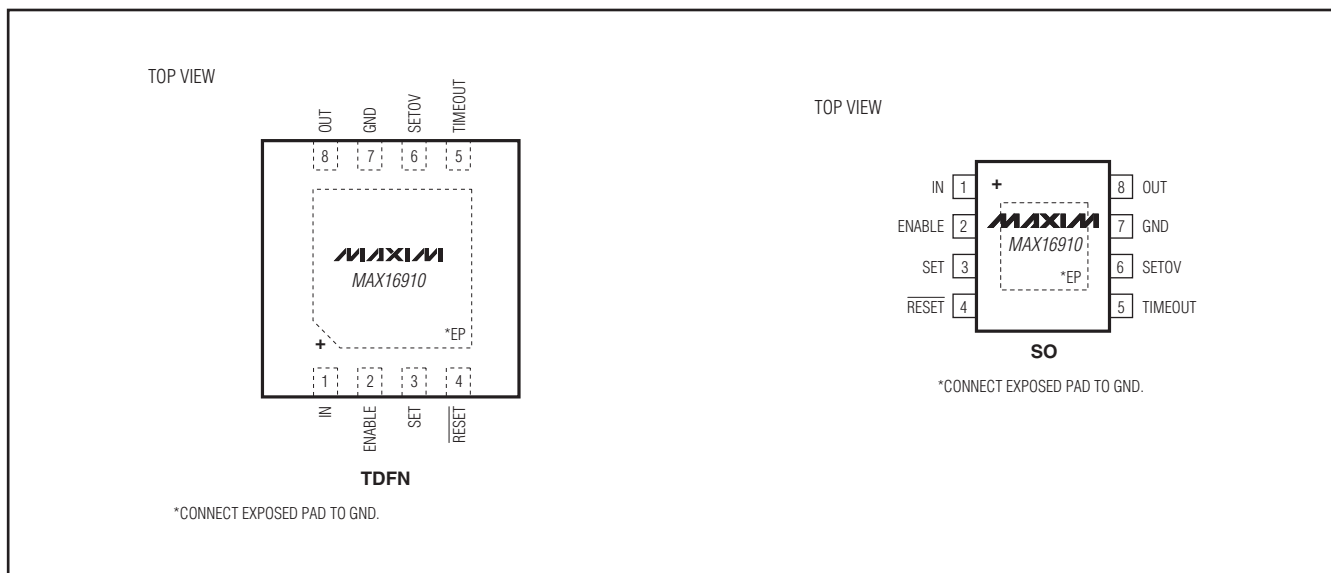 TOP VIEW
OUT
GND
SETOV
TIMEOUT
8 7 6 5
MAXIM
MAX16910
*EP
+
1 2 3 4
IN
ENABLE
SET
RESET
TDFN
*CONNECT EXPOSED PAD TO GND.
TOP VIEW
IN 1 + 8 OUT
ENABLE 2 MAXIM 7 GND
MAX16910
SET 3 *EP 6 SETOV
RESET 4 5 TIMEOUT
SO
*CONNECT EXPOSED PAD TO GND.